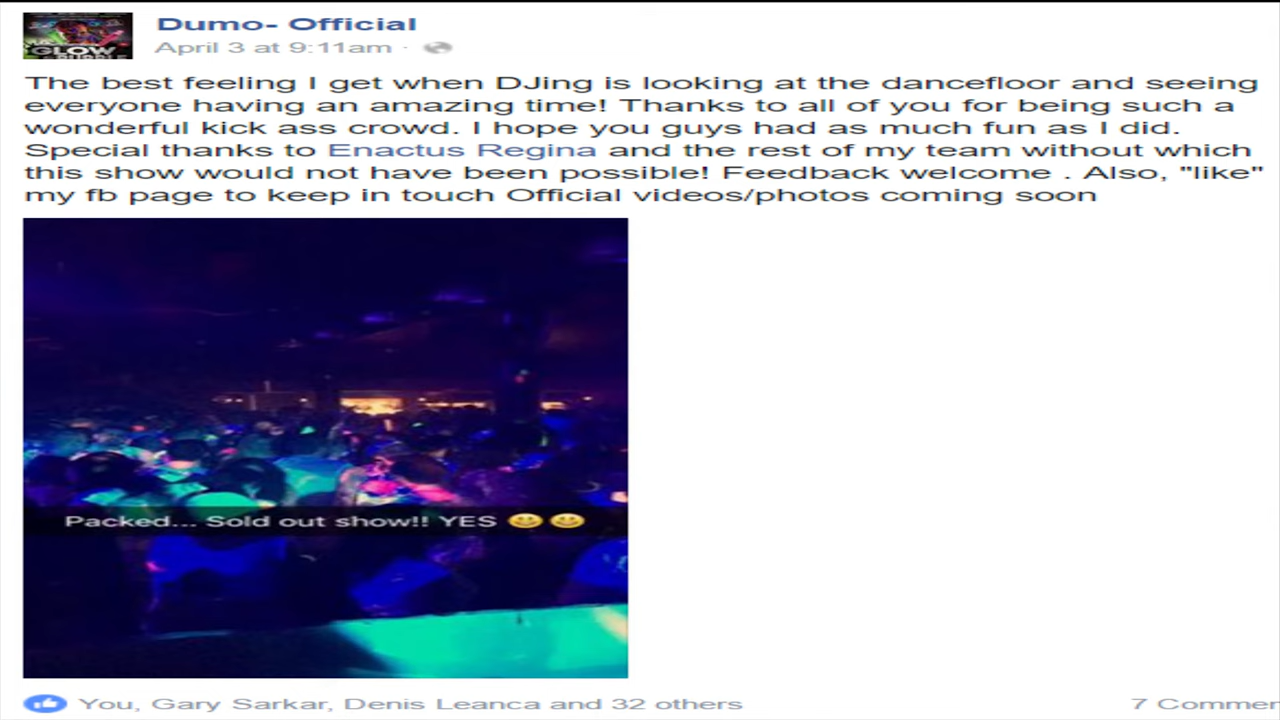 GLOW
Dumo- Official
April 3 at 9:11am ·
The best feeling I get when DJing is looking at the dancefloor and seeing
everyone having an amazing time! Thanks to all of you for being such a
wonderful kick ass crowd. I hope you guys had as much fun as I did.
Special thanks to Enactus Regina and the rest of my team without which
this show would not have been possible! Feedback welcome . Also, "like"
my fb page to keep in touch Official videos/photos coming soon
Packed... Sold out show!! YES 😀😀
You, Gary Sarkar, Denis Leanca and 32 others
7 Commer